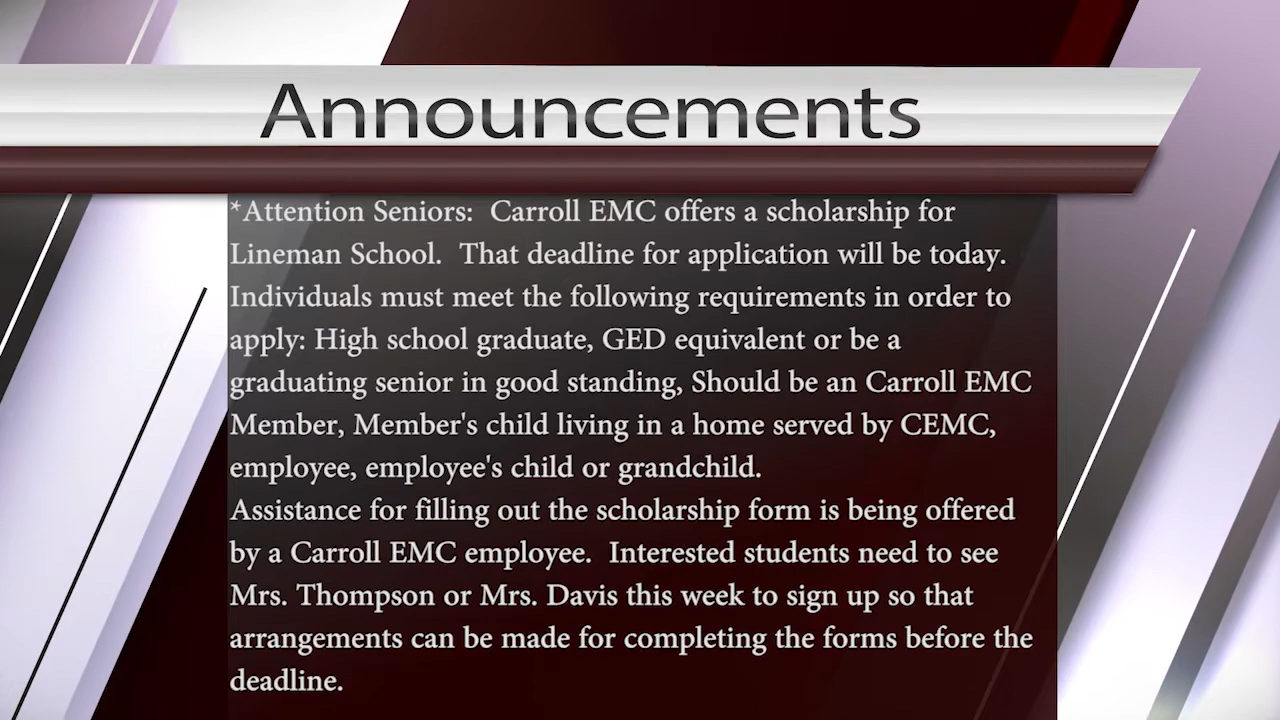 Announcements
*Attention Seniors:  Carroll EMC offers a scholarship for
Lineman School.  That deadline for application will be today.
Individuals must meet the following requirements in order to
apply: High school graduate, GED equivalent or be a
graduating senior in good standing, Should be an Carroll EMC
Member, Member's child living in a home served by CEMC,
employee, employee's child or grandchild.
Assistance for filling out the scholarship form is being offered
by a Carroll EMC employee.  Interested students need to see
Mrs. Thompson or Mrs. Davis this week to sign up so that
arrangements can be made for completing the forms before the
deadline.